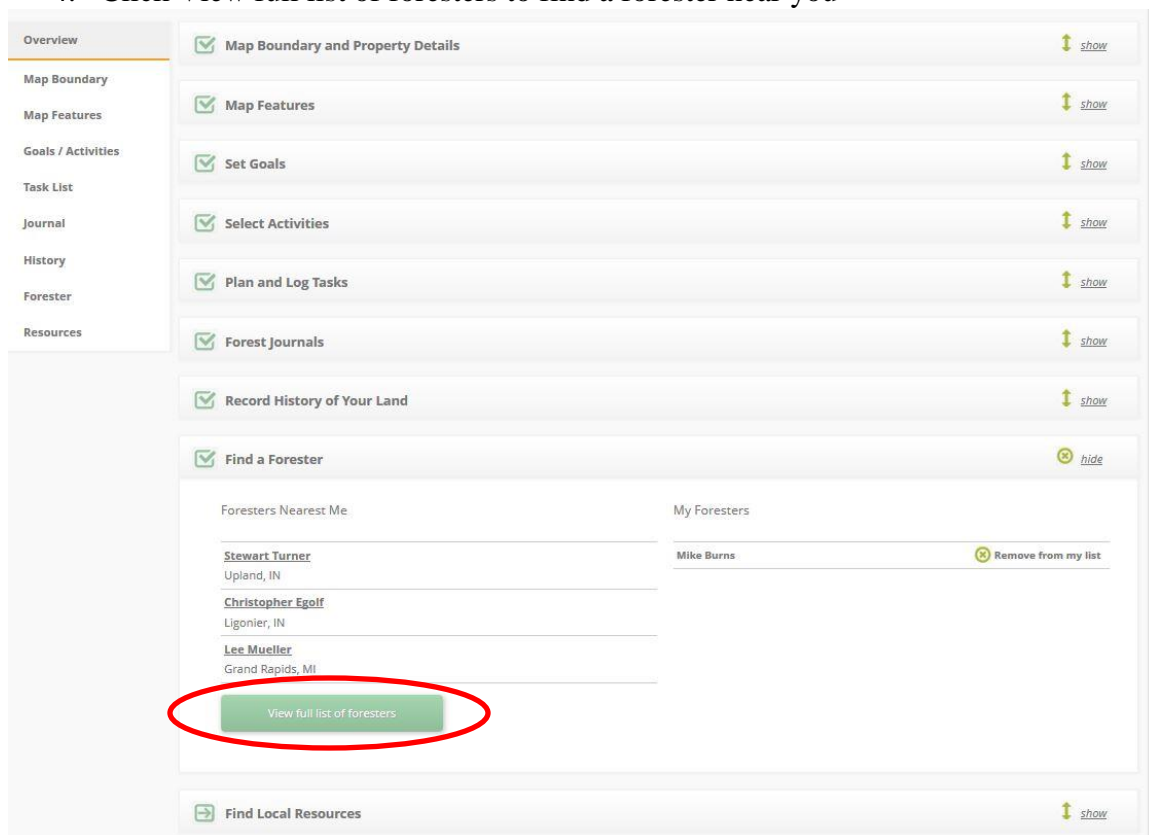 Overview
Map Boundary
Map Features
Goals / Activities
Task List
Journal
History
Forester
Resources
Map Boundary and Property Details show
Map Features show
Set Goals show
Select Activities show
Plan and Log Tasks show
Forest Journals show
Record History of Your Land show
Find a Forester hide
Foresters Nearest Me
Stewart Turner
Upland, IN
Christopher Egolf
Ligonier, IN
Lee Mueller
Grand Rapids, MI
View full list of foresters
My Foresters
Mike Burns Remove from my list
Find Local Resources show